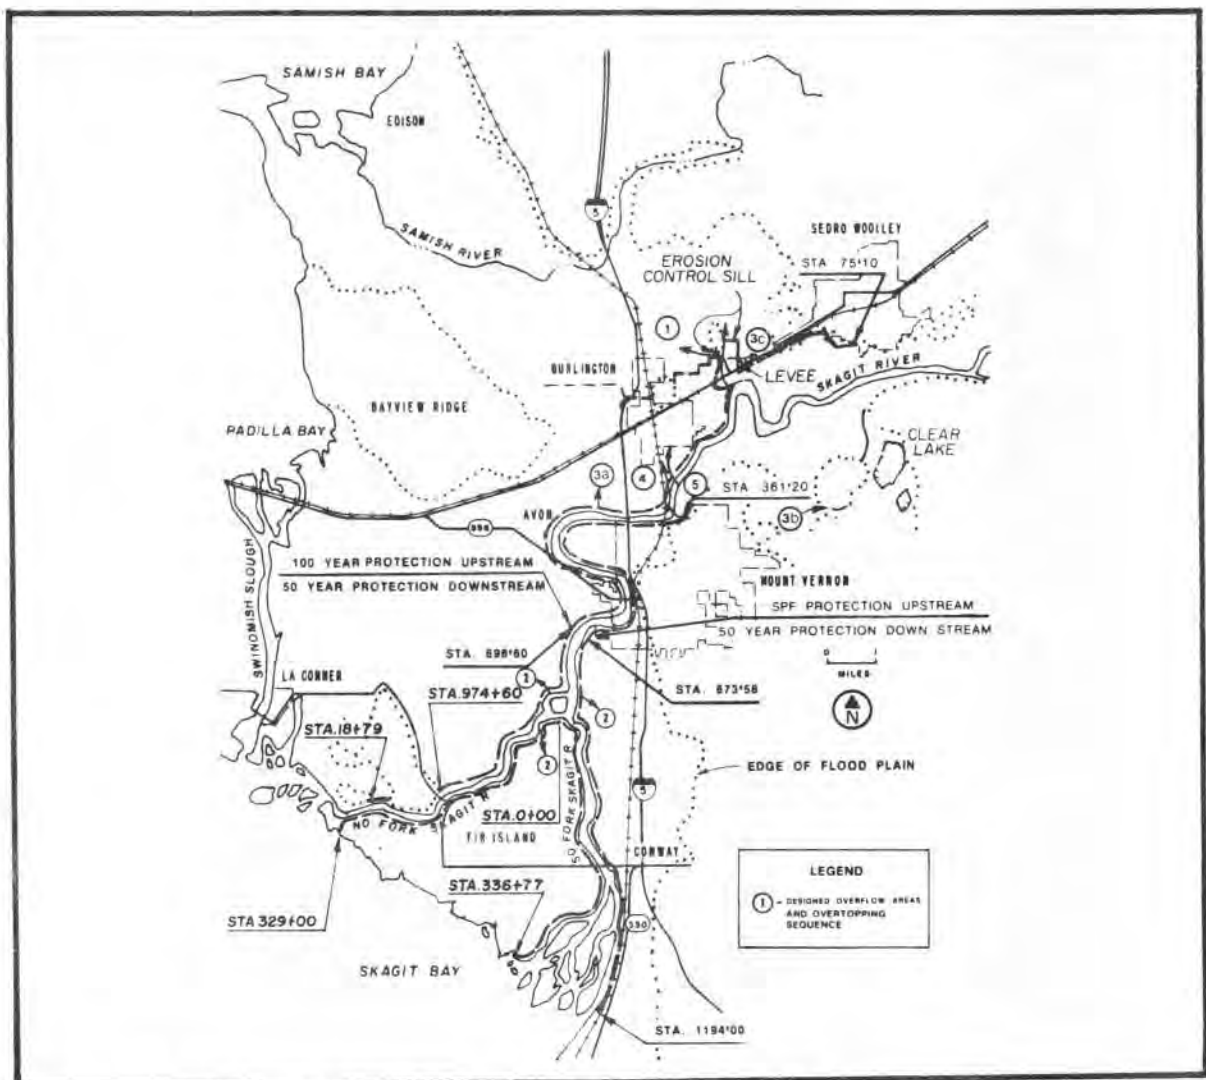 SAMISH BAY
EDISON
5
SAMISH RIVER
SEDRO WOOLLEY
STA. 75+10
EROSION
CONTROL SILL
1
3c
BURLINGTON
LEVEE
SKAGIT RIVER
BAYVIEW RIDGE
PADILLA BAY
CLEAR
LAKE
3a
4
5
STA 361+20
3b
AVON
SWINOMISH SLOUGH
100 YEAR PROTECTION UPSTREAM
50 YEAR PROTECTION DOWNSTREAM
MOUNT VERNON
SPF PROTECTION UPSTREAM
50 YEAR PROTECTION DOWN STREAM
0
MILES
N
STA. 698+60
LA CONNER
2
STA. 974+60
STA. 673+58
2
STA. 18+79
2
EDGE OF FLOOD PLAIN
5
NO FORK SKAGIT R
STA. 0+00
SO FORK SKAGIT R
FIR ISLAND
CONWAY
STA. 336+77
STA 329+00
SKAGIT BAY
STA. 1194+00
LEGEND
1 - DESIGNED OVERFLOW AREAS
AND OVERTOPPING
SEQUENCE